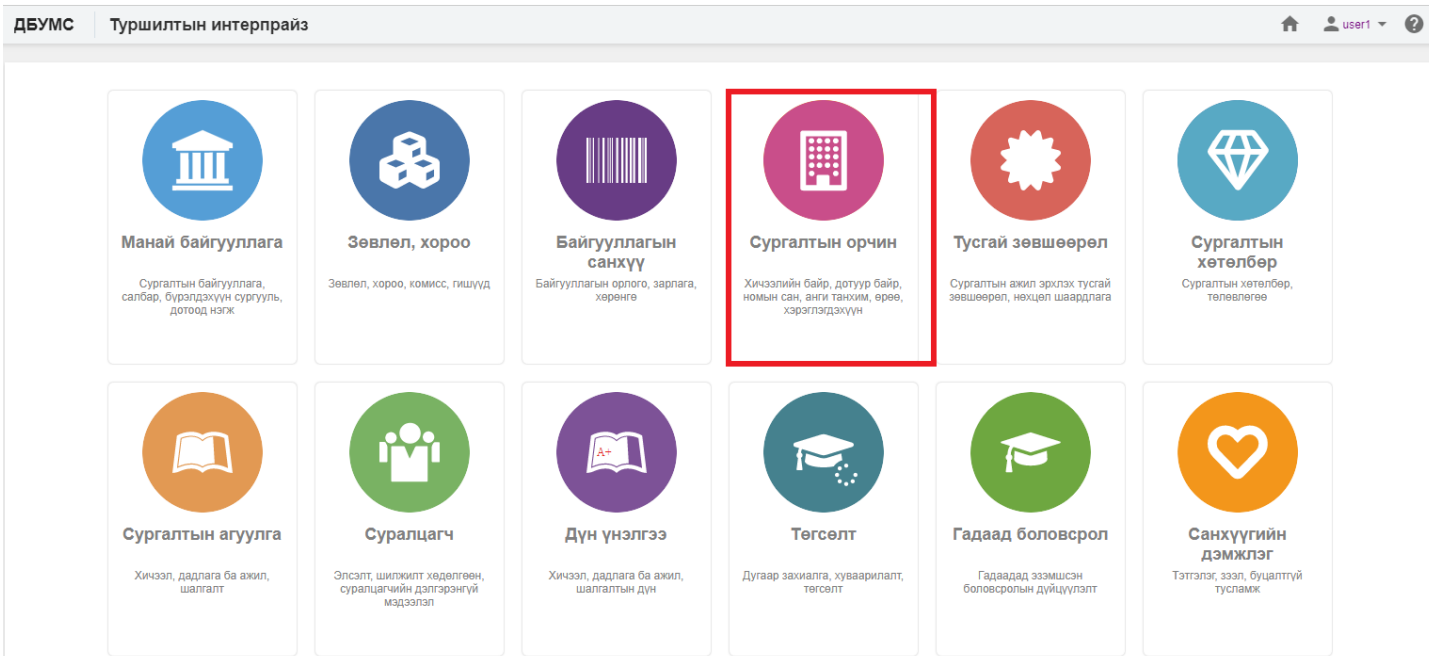 ДБУМС Туршилтын интерпрайз user1
Манай байгууллага
Сургалтын байгууллага,
салбар, бүрэлдэхүүн сургууль,
дотоод нэгж
Зөвлөл, хороо
Зөвлөл, хороо, комисс, гишүүд
Байгууллагын
санхүү
Байгууллагын орлого, зарлага,
хөрөнгө
Сургалтын орчин
Хичээлийн байр, дотуур байр,
номын сан, анги танхим, өрөө,
хэрэглэгдэхүүн
Тусгай зөвшөөрөл
Сургалтын ажил эрхлэх тусгай
зөвшөөрөл, нөхцөл шаардлага
Сургалтын
хөтөлбөр
Сургалтын хөтөлбөр,
төлөвлөгөө
Сургалтын агуулга
Хичээл, дадлага ба ажил,
шалгалт
Суралцагч
Элсэлт, шилжилт хөдөлгөөн,
суралцагчийн дэлгэрэнгүй
мэдээлэл
A+
Дүн үнэлгээ
Хичээл, дадлага ба ажил,
шалгалтын дүн
Төгсөлт
Дугаар захиалга, хуваарилалт,
төгсөлт
Гадаад боловсрол
Гадаадад эзэмшсэн
боловсролын дүйцүүлэлт
Санхүүгийн
дэмжлэг
Тэтгэлэг, зээл, буцалтгүй
тусламж